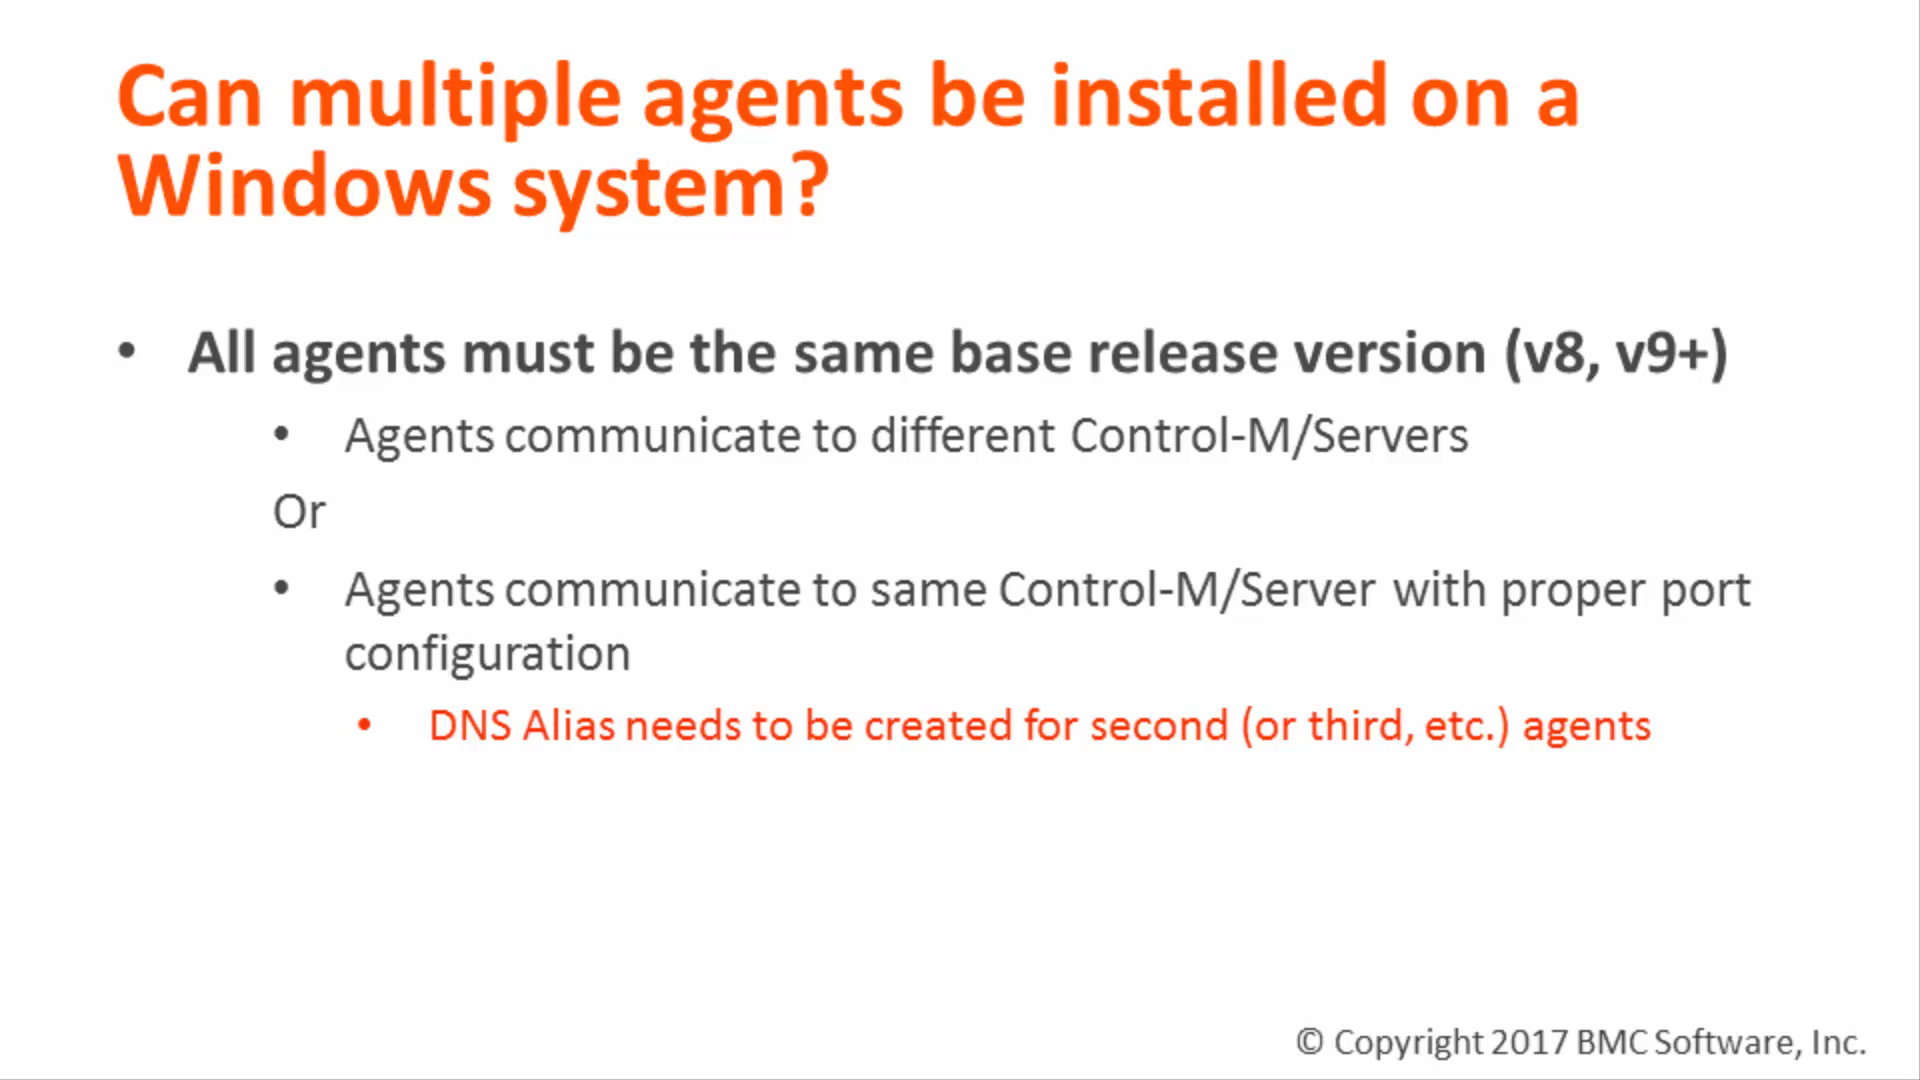 Can multiple agents be installed on a
Windows system?
• All agents must be the same base release version (v8, v9+)
• Agents communicate to different Control-M/Servers
Or
• Agents communicate to same Control-M/Server with proper port
configuration
• DNS Alias needs to be created for second (or third, etc.) agents
© Copyright 2017 BMC Software, Inc.